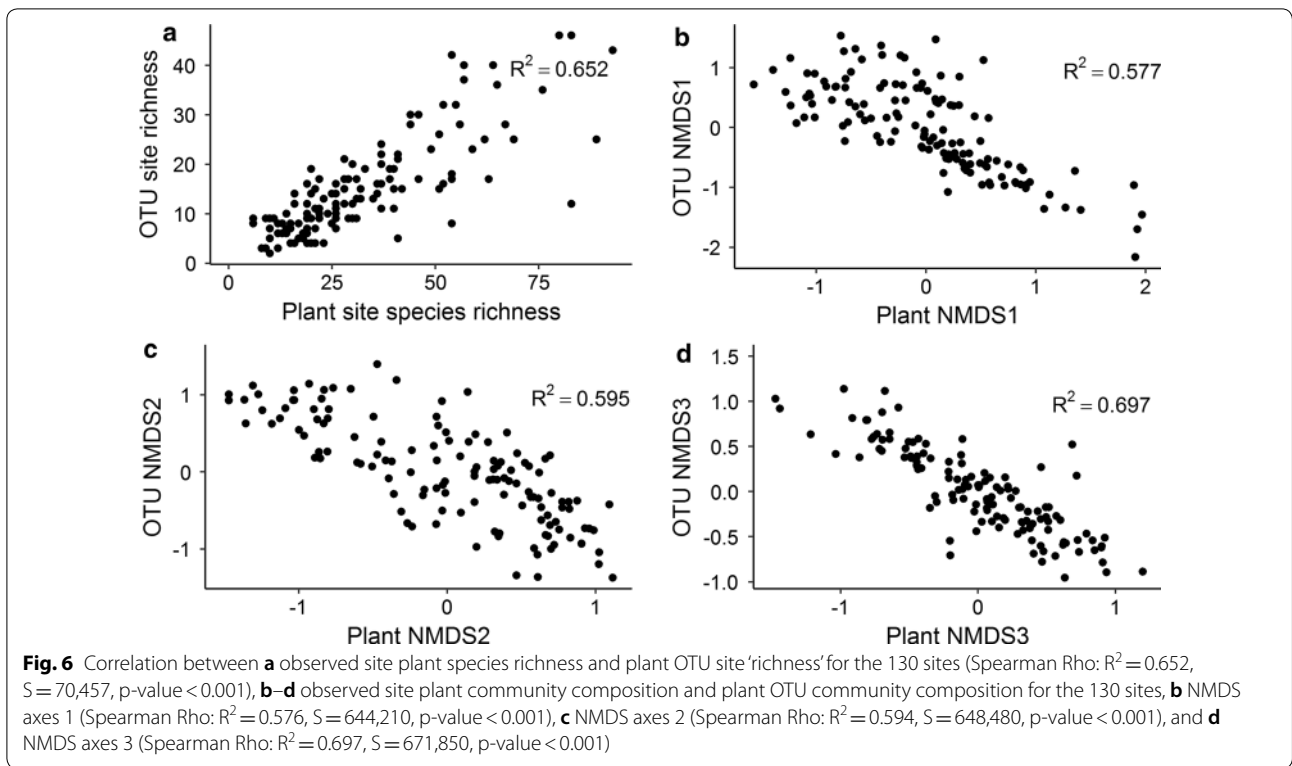 a
40
30
20
10
0
OTU site richness
R² = 0.652
0 25 50 75
Plant site species richness
b
1
0
-1
-2
OTU NMDS1
R² = 0.577
-1 0 1 2
Plant NMDS1
c
1
0
-1
OTU NMDS2
R² = 0.595
-1 0 1
Plant NMDS2
d
1.5
1.0
0.5
0.0
-0.5
-1.0
OTU NMDS3
R² = 0.697
-1 0 1
Plant NMDS3
Fig. 6 Correlation between a observed site plant species richness and plant OTU site 'richness' for the 130 sites (Spearman Rho: R² = 0.652,
S = 70,457, p-value < 0.001), b–d observed site plant community composition and plant OTU community composition for the 130 sites, b NMDS
axes 1 (Spearman Rho: R² = 0.576, S = 644,210, p-value < 0.001), c NMDS axes 2 (Spearman Rho: R² = 0.594, S = 648,480, p-value < 0.001), and d
NMDS axes 3 (Spearman Rho: R² = 0.697, S = 671,850, p-value < 0.001)